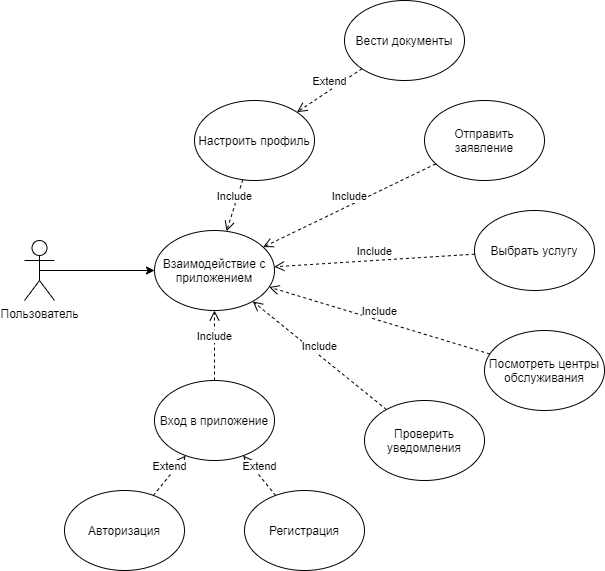 Вести документы
Extend
Настроить профиль
Отправить
заявление
Include
Include
Взаимодействие с
приложением
Include
Выбрать услугу
Пользователь
Include
Include
Include
Посмотреть центры
обслуживания
Вход в приложение
Проверить
уведомления
Extend
Extend
Авторизация
Регистрация